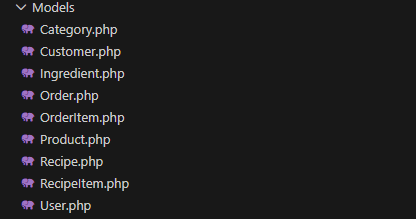 Models
Category.php
Customer.php
Ingredient.php
Order.php
OrderItem.php
Product.php
Recipe.php
RecipeItem.php
User.php